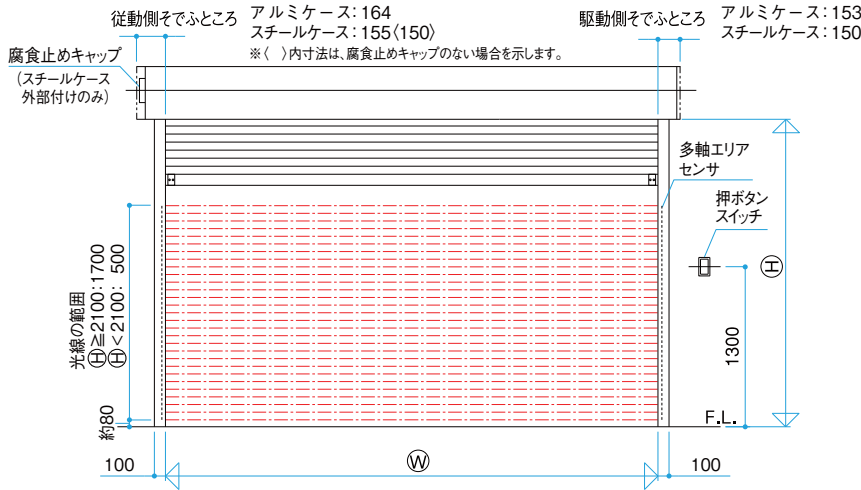 従動側そでふところ
アルミケース:164
スチールケース:155〈150〉
※〈 〉内寸法は、腐食止めキャップのない場合を示します。
駆動側そでふところ
アルミケース:153
スチールケース:150
腐食止めキャップ
(スチールケース
外部付けのみ)
多軸エリア
センサ
押ボタン
スイッチ
光線の範囲
Ⓗ≧2100:1700
Ⓗ<2100: 500
約80
Ⓗ
1300
F.L.
100
Ⓦ
100